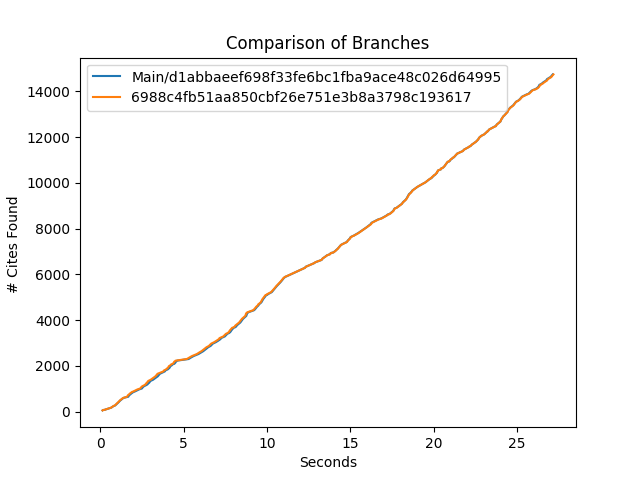 Comparison of Branches
Main/d1abbaeef698f33fe6bc1fba9ace48c026d64995
6988c4fb51aa850cbf26e751e3b8a3798c193617
# Cites Found
14000
12000
10000
8000
6000
4000
2000
0
0 5 10 15 20 25
Seconds